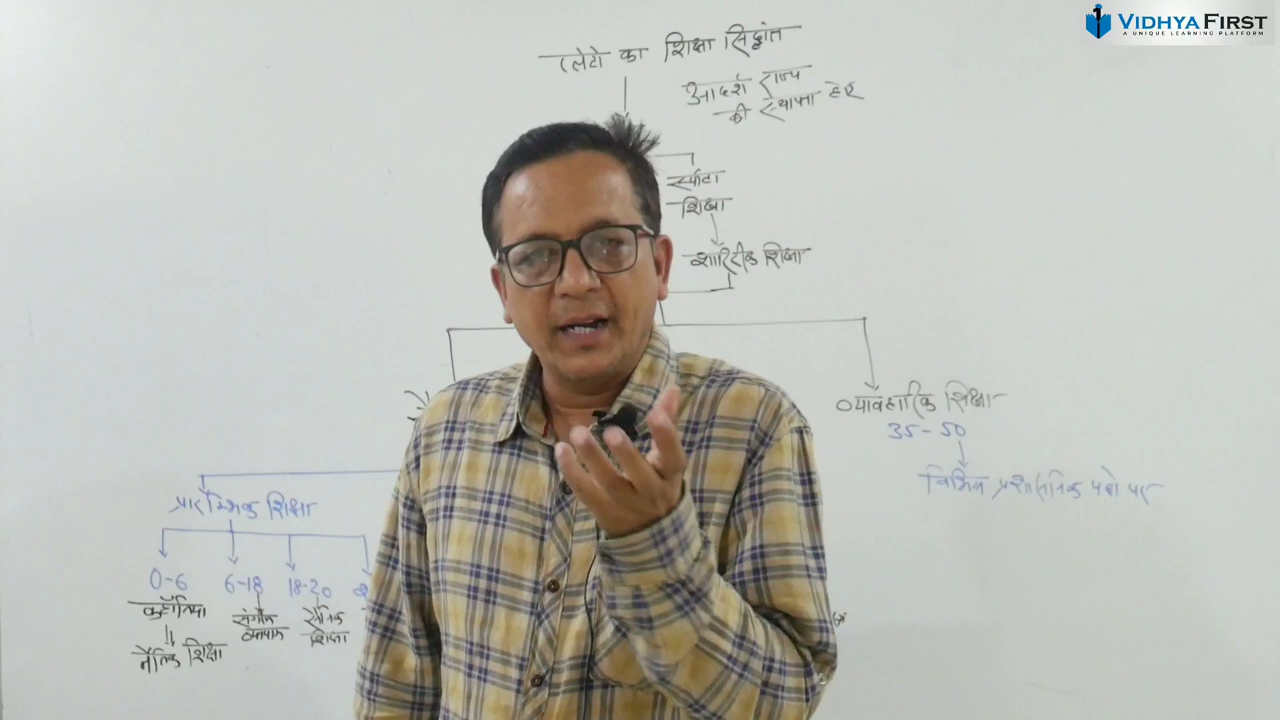 VIDHYA FIRST
A UNIQUE LEARNING PLATFORM
प्लेटो का शिक्षा सिद्धांत
आदर्श राज्य
की स्थापना हेतु
स्पार्टा
शिक्षा
शारीरिक शिक्षा
व्यावहारिक शिक्षा
35-50
विभिन्न प्रशासनिक पदो पर
प्रारम्भिक शिक्षा
0-6 6-18 18-20
कहानिया संगीत सैनिक
व्यायाम शिक्षा
नैतिक शिक्षा